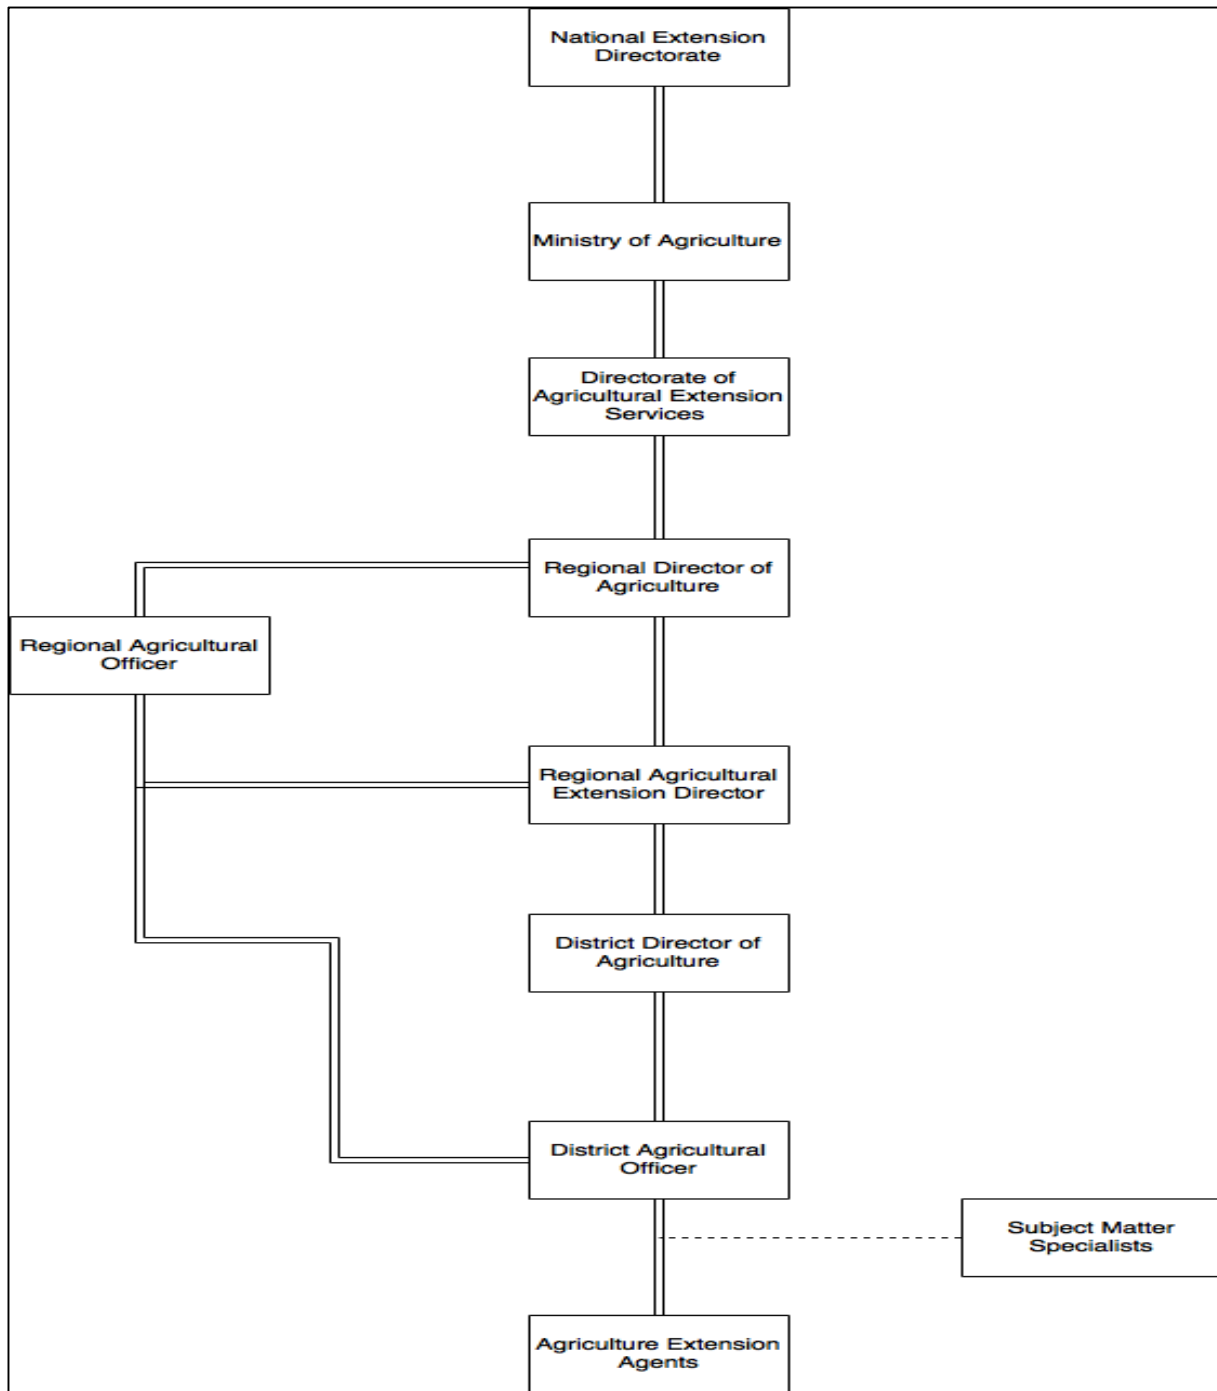 National Extension
Directorate
Ministry of Agriculture
Directorate of
Agricultural Extension
Services
Regional Director of
Agriculture
Regional Agricultural
Officer
Regional Agricultural
Extension Director
District Director of
Agriculture
District Agricultural
Officer
Subject Matter
Specialists
Agriculture Extension
Agents